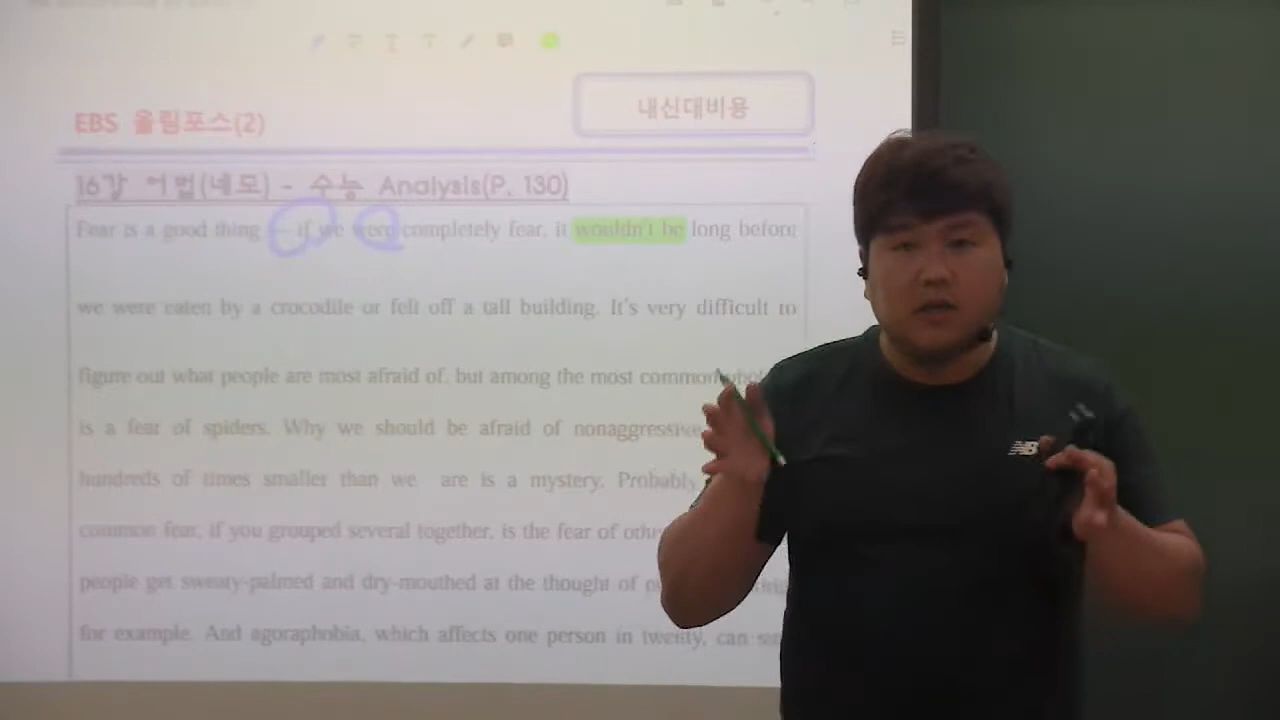 내신대비용
EBS 올림포스(2)
16강 어법(네모) - 수능 Analysis(P. 130)
Fear is a good thing — if we were completely fear, it wouldn't be long before
we were eaten by a crocodile or fell off a tall building. It's very difficult to
figure out what people are most afraid of, but among the most common
is a fear of spiders. Why we should be afraid of nonaggressive
hundreds of times smaller than we are is a mystery. Probably
common fear, if you grouped several together, is the fear of
people get sweaty-palmed and dry-mouthed at the thought of
for example. And agoraphobia, which affects one person in twenty, can
NB